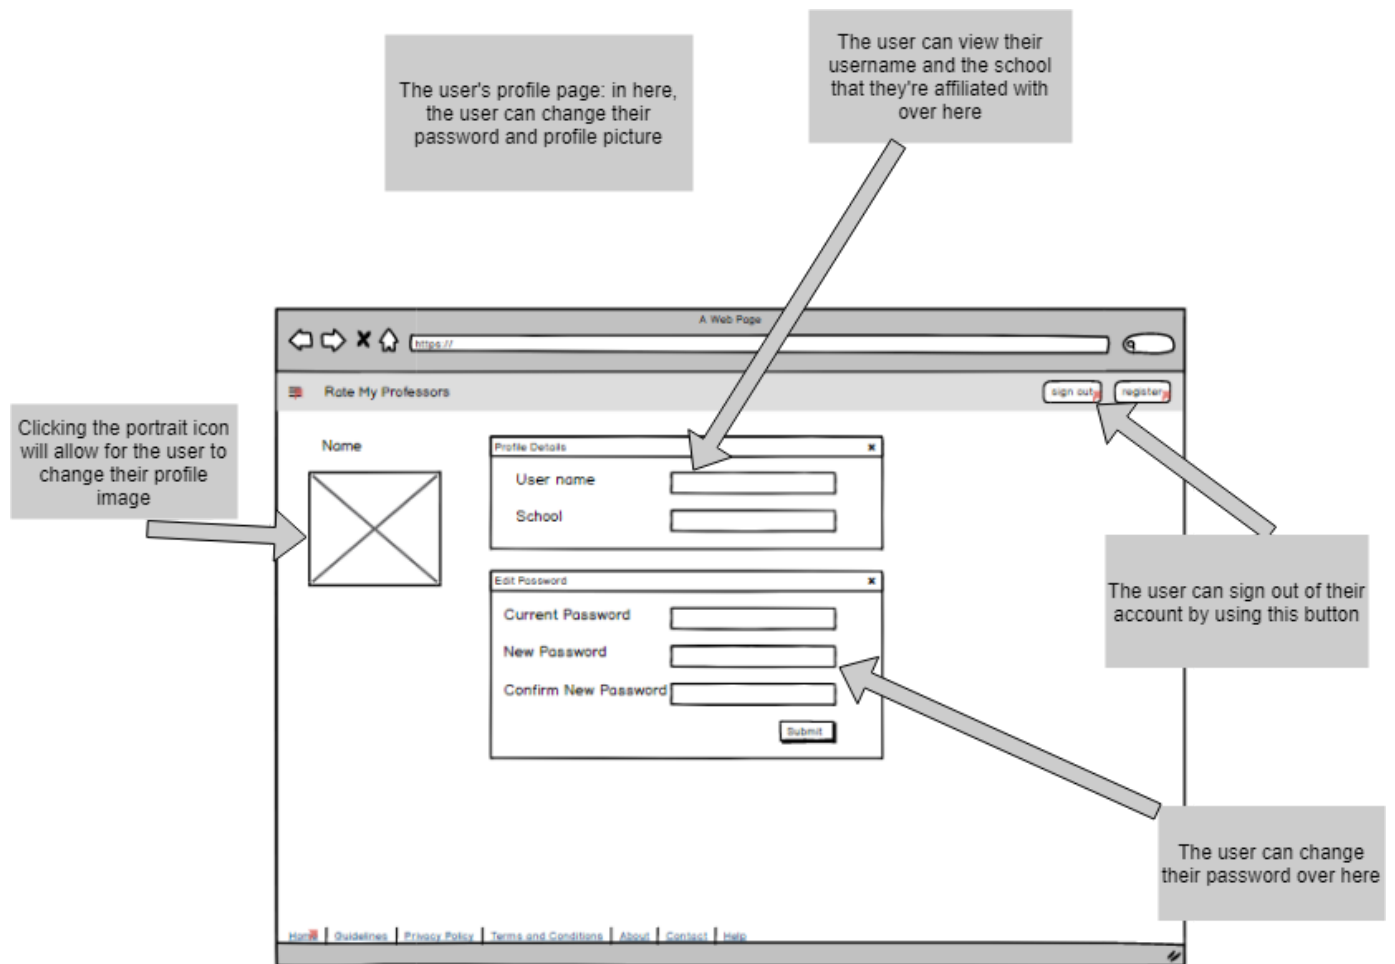 The user can view their
username and the school
that they're affiliated with
over here
The user's profile page: in here,
the user can change their
password and profile picture
A Web Page
https://
Rate My Professors
sign out
register
Clicking the portrait icon
will allow for the user to
change their profile
image
Name
Profile Details
User name
School
Edit Password
Current Password
New Password
Confirm New Password
Submit
The user can sign out of their
account by using this button
The user can change
their password over here
Home
Guidelines
Privacy Policy
Terms and Conditions
About
Contact
Help